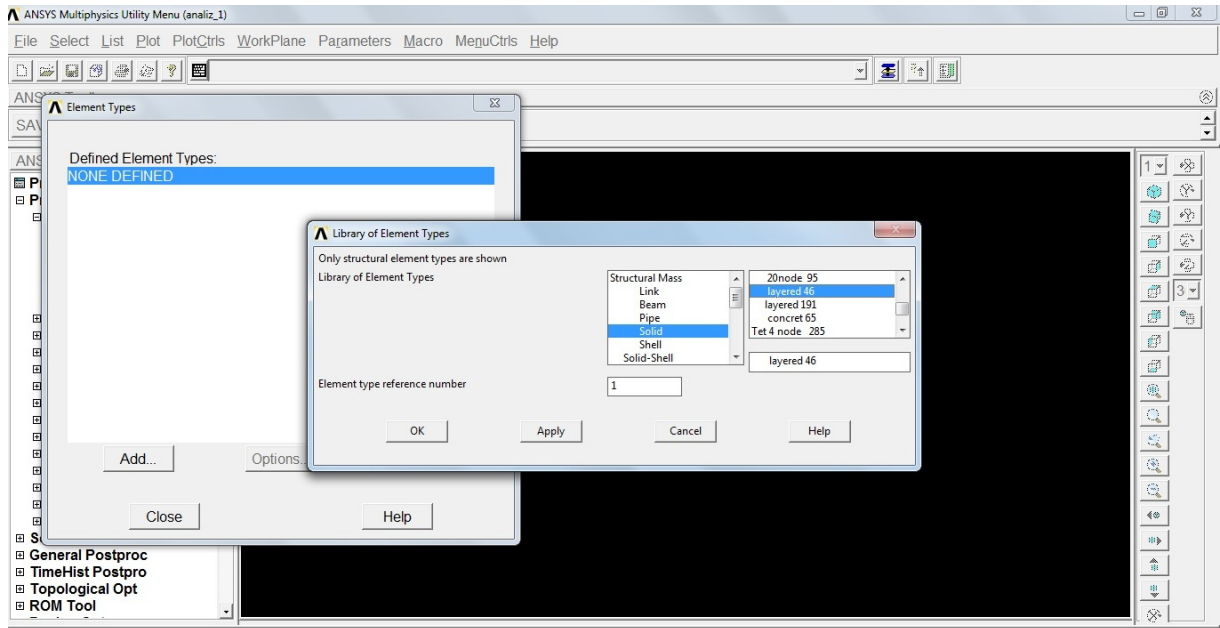 ANSYS Multiphysics Utility Menu (analiz_1)
File Select List Plot PlotCtrls WorkPlane Parameters Macro MenuCtrls Help
Element Types
Defined Element Types:
NONE DEFINED
Add...
Options...
Close
Help
Library of Element Types
Only structural element types are shown
Library of Element Types
Structural Mass
Link
Beam
Pipe
Solid
Shell
Solid-Shell
20node 95
layered 46
layered 191
concret 65
Tet 4 node 285
layered 46
Element type reference number
1
OK
Apply
Cancel
Help
1
3
General Postproc
TimeHist Postpro
Topological Opt
ROM Tool